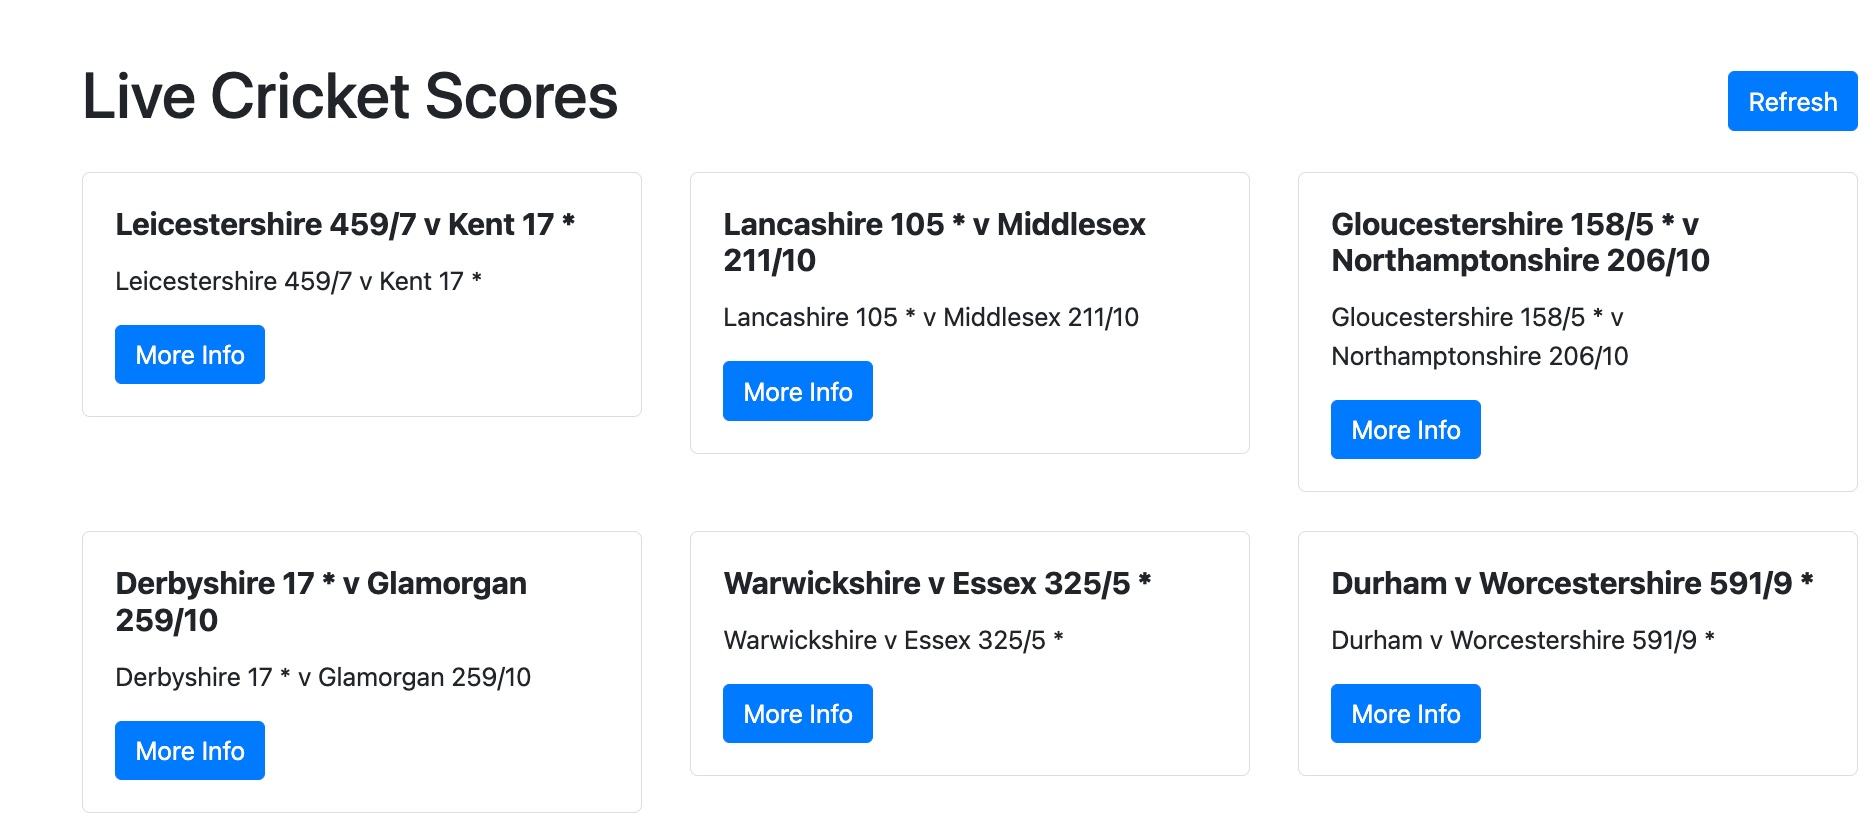 Live Cricket Scores
Refresh
Leicestershire 459/7 v Kent 17 *
Leicestershire 459/7 v Kent 17 *
More Info
Lancashire 105 * v Middlesex
211/10
Lancashire 105 * v Middlesex 211/10
More Info
Gloucestershire 158/5 * v
Northamptonshire 206/10
Gloucestershire 158/5 * v
Northamptonshire 206/10
More Info
Derbyshire 17 * v Glamorgan
259/10
Derbyshire 17 * v Glamorgan 259/10
More Info
Warwickshire v Essex 325/5 *
Warwickshire v Essex 325/5 *
More Info
Durham v Worcestershire 591/9 *
Durham v Worcestershire 591/9 *
More Info